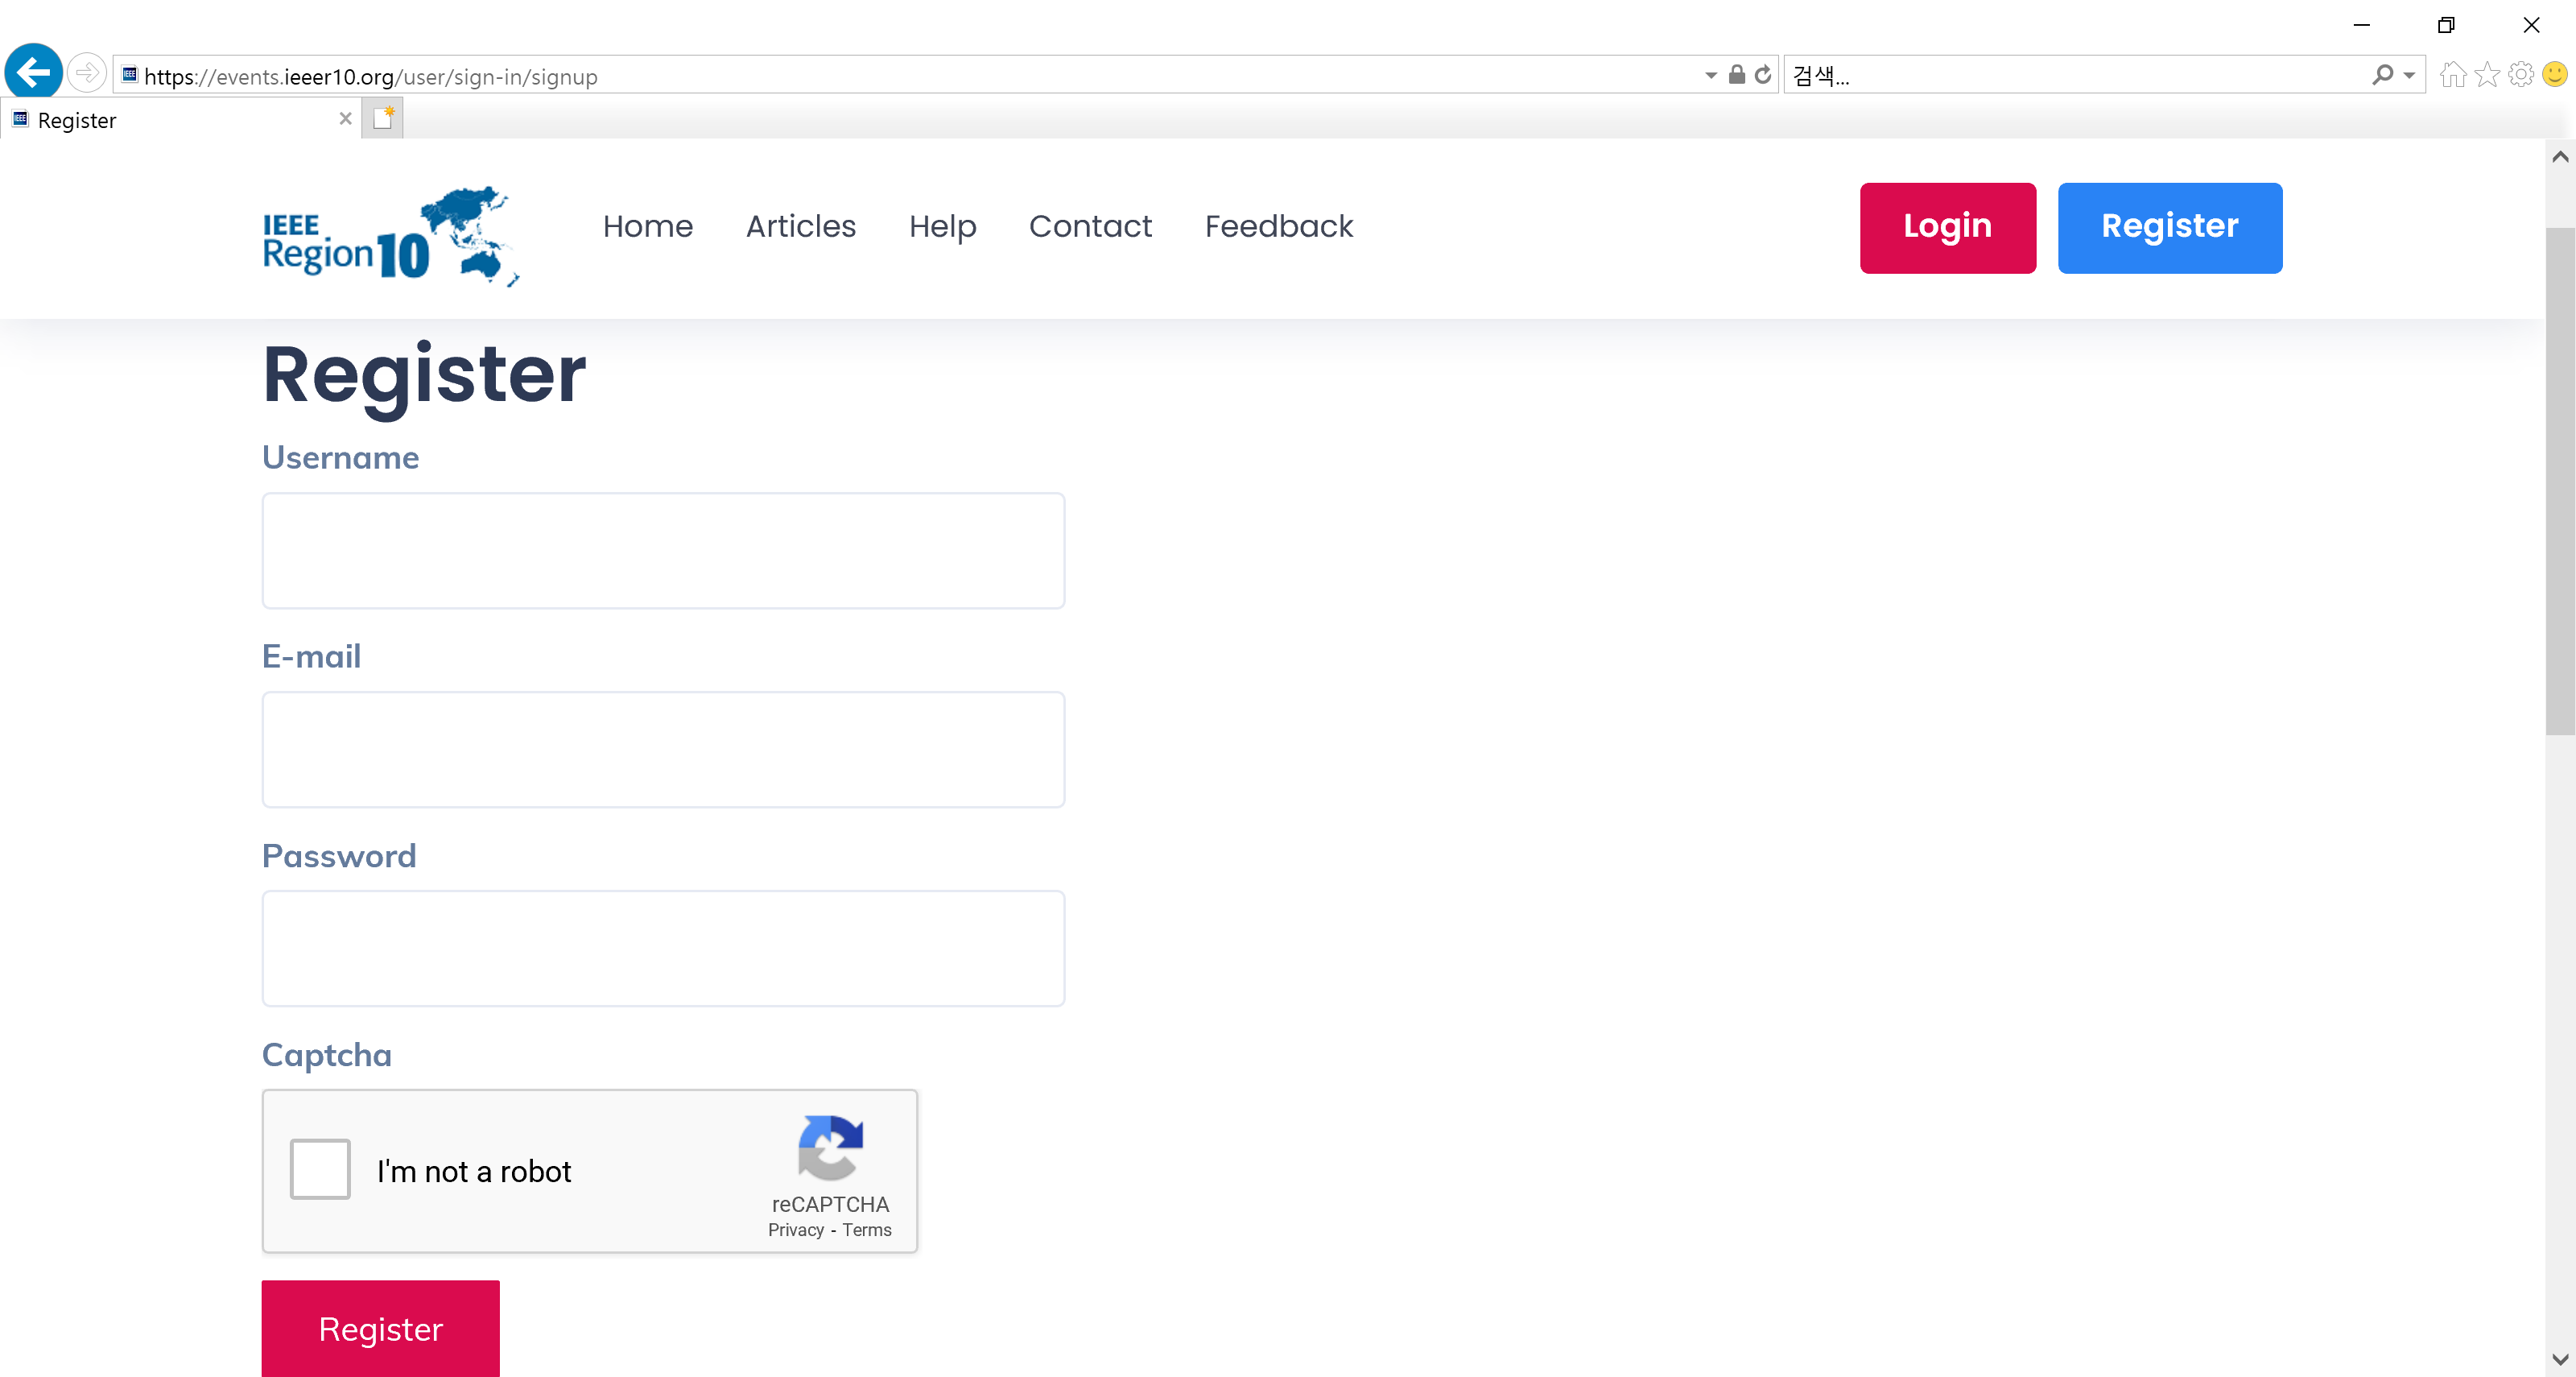 https://events.ieeer10.org/user/sign-in/signup
검색...
Register
IEEE
Region 10
Home
Articles
Help
Contact
Feedback
Login
Register
Register
Username
E-mail
Password
Captcha
I'm not a robot
reCAPTCHA
Privacy - Terms
Register